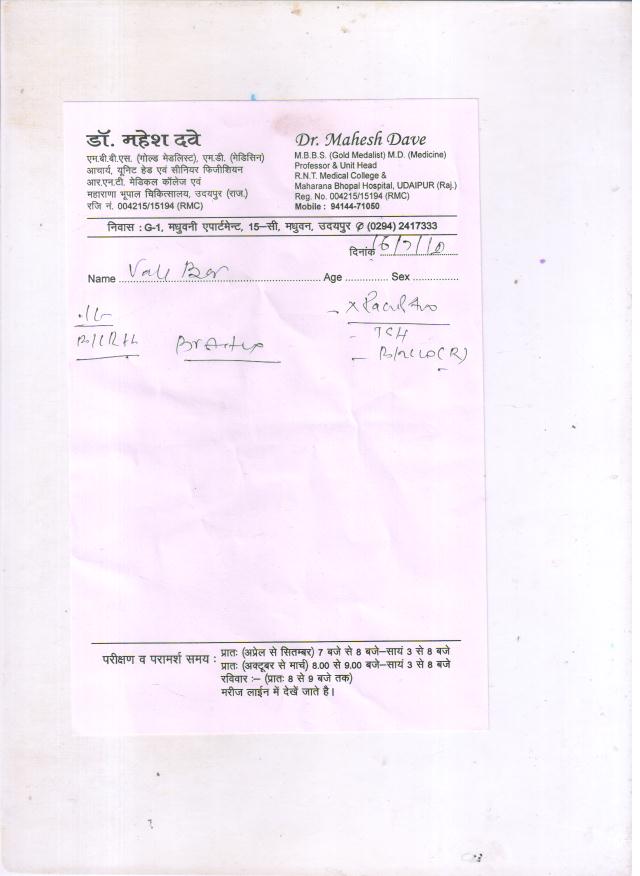 डॉ. महेश दवे
एम.बी.बी.एस. (गोल्ड मेडलिस्ट), एम.डी. (मेडिसिन)
आचार्य, यूनिट हेड एवं सीनियर फिजीशियन
आर.एन.टी. मेडिकल कॉलेज एवं
महाराणा भूपाल चिकित्सालय, उदयपुर (राज.)
रजि नं. 004215/15194 (RMC)
Dr. Mahesh Dave
M.B.B.S. (Gold Medalist) M.D. (Medicine)
Professor & Unit Head
R.N.T. Medical College &
Maharana Bhopal Hospital, UDAIPUR (Raj.)
Reg. No. 004215/15194 (RMC)
Mobile : 94144-71050
निवास : G-1, मधुवनी एपार्टमेन्ट, 15–सी, मधुवन, उदयपुर ✆ (0294) 2417333
दिनांक
Name Age Sex
परीक्षण व परामर्श समय : प्रातः (अप्रेल से सितम्बर) 7 बजे से 8 बजे–सायं 3 से 8 बजे
प्रातः (अक्टूबर से मार्च) 8.00 से 9.00 बजे–सायं 3 से 8 बजे
रविवार :– (प्रातः 8 से 9 बजे तक)
मरीज लाईन में देखें जाते है।